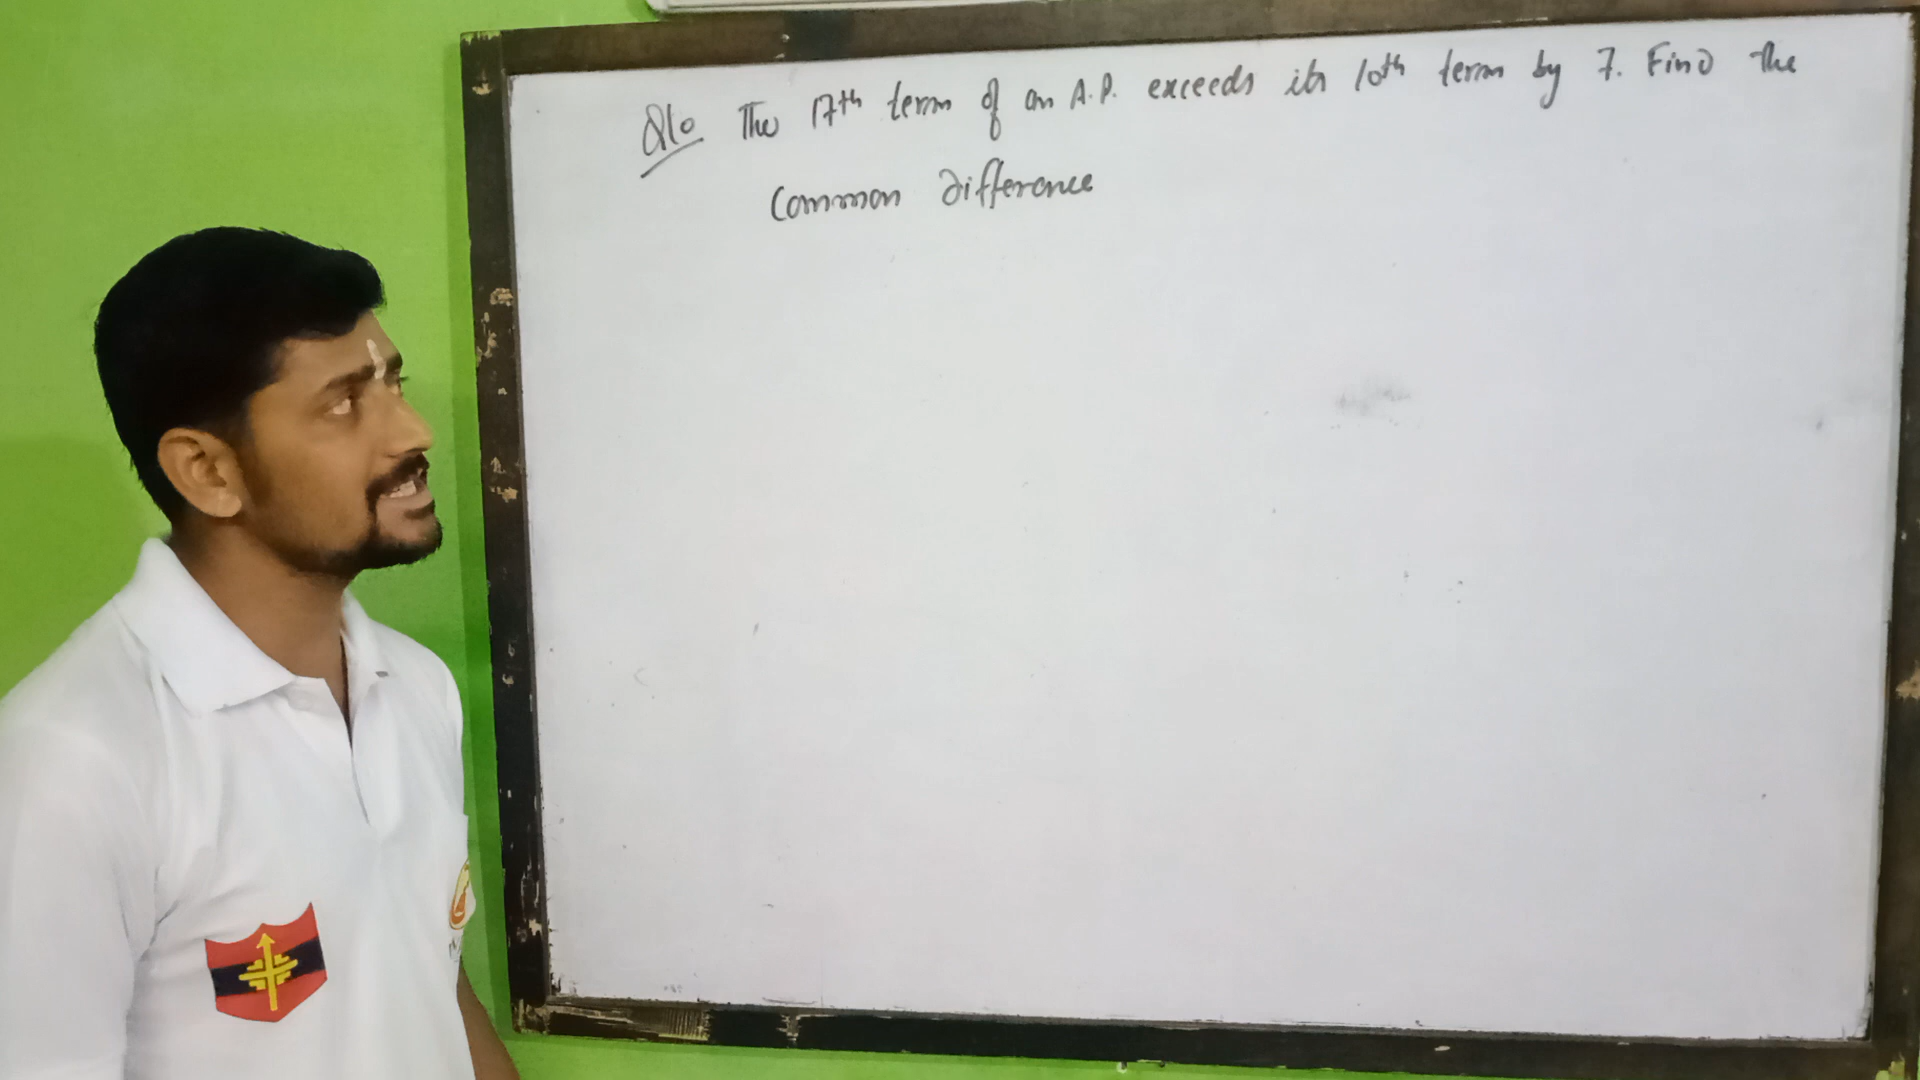 Q10 The 17th term of an A.P. exceeds its 10th term by 7. Find the
Common difference